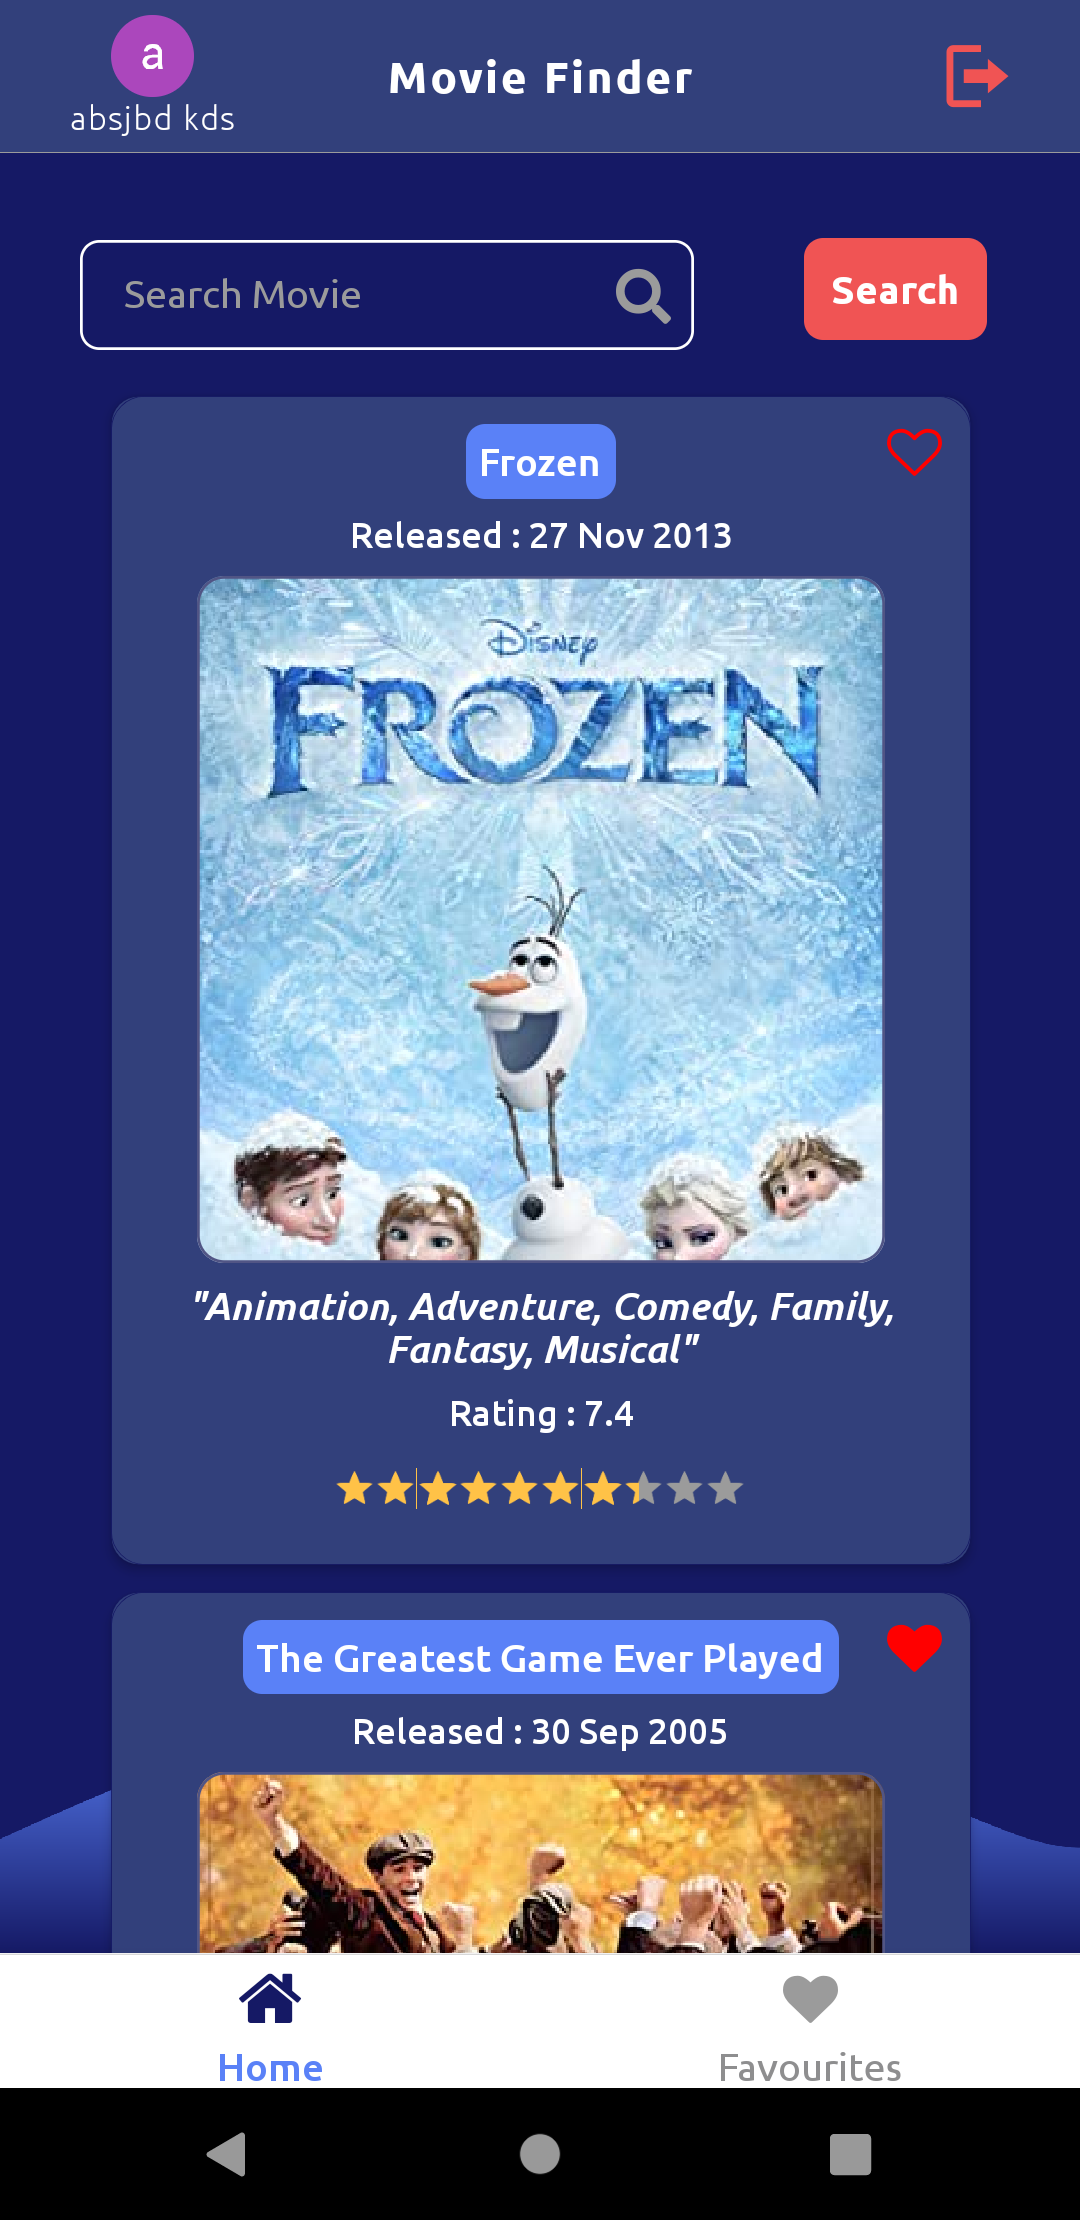 a
absjbd kds
Movie Finder
Search Movie
Search
Frozen
Released : 27 Nov 2013
Disney
FROZEN
"Animation, Adventure, Comedy, Family,
Fantasy, Musical"
Rating : 7.4
The Greatest Game Ever Played
Released : 30 Sep 2005
Home
Favourites